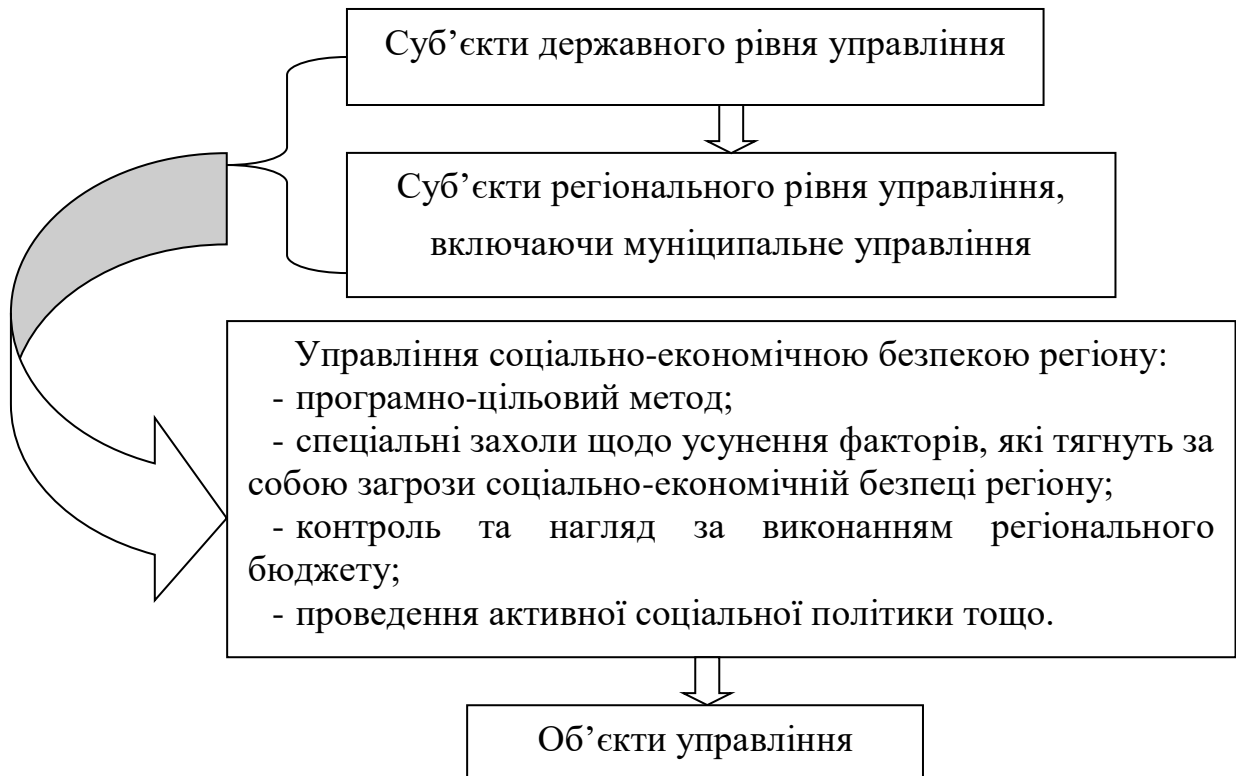 Суб’єкти державного рівня управління
Суб’єкти регіонального рівня управління,
включаючи муніципальне управління
Управління соціально-економічною безпекою регіону:
- програмно-цільовий метод;
- спеціальні захоли щодо усунення факторів, які тягнуть за
собою загрози соціально-економічній безпеці регіону;
- контроль та нагляд за виконанням регіонального
бюджету;
- проведення активної соціальної політики тощо.
Об’єкти управління